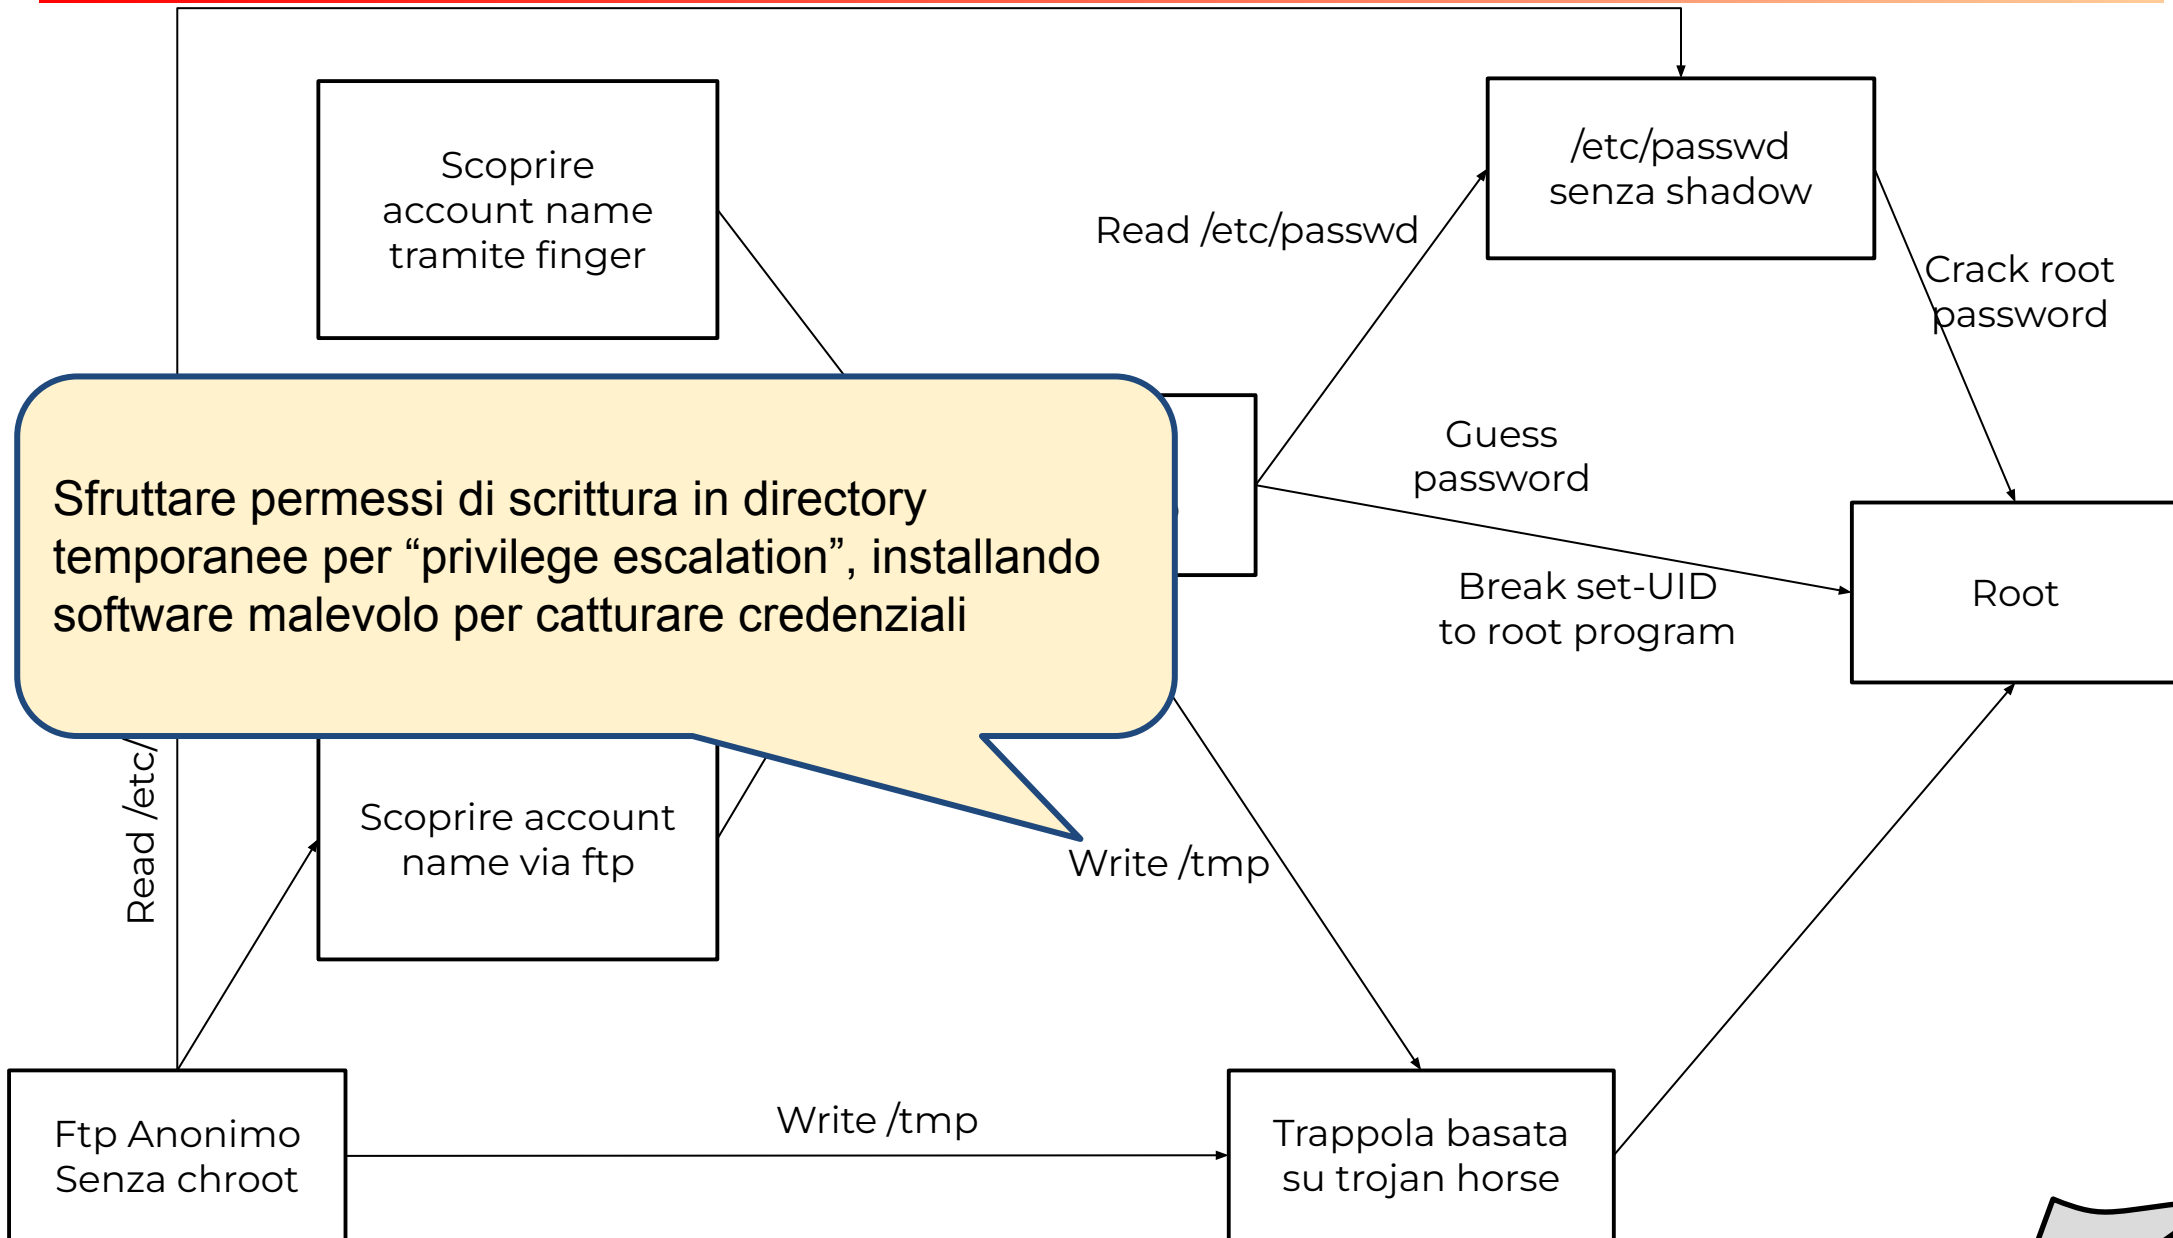 Scoprire
account name
tramite finger
/etc/passwd
senza shadow
Read /etc/passwd
Crack root
password
Guess
password
Sfruttare permessi di scrittura in directory
temporanee per “privilege escalation”, installando
software malevolo per catturare credenziali
Break set-UID
to root program
Root
Read /etc/
Scoprire account
name via ftp
Write /tmp
Ftp Anonimo
Senza chroot
Write /tmp
Trappola basata
su trojan horse